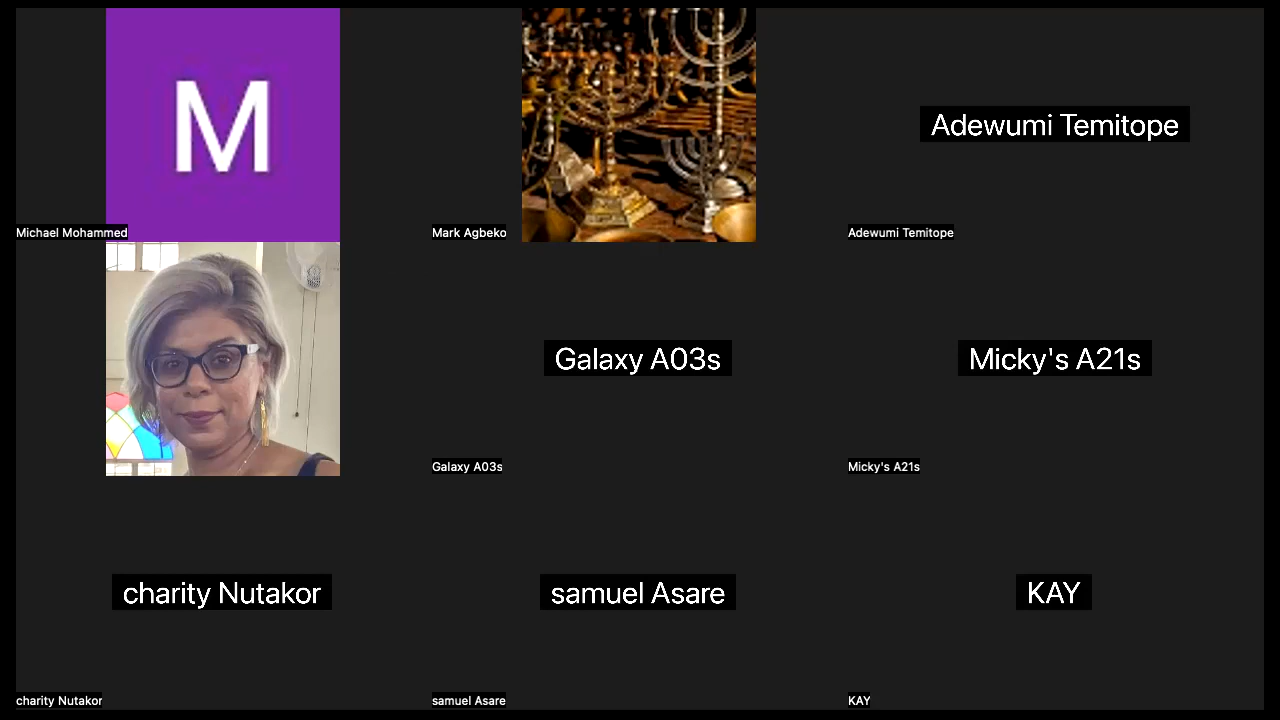 M
Adewumi Temitope
Michael Mohammed
Mark Agbeko
Adewumi Temitope
Galaxy A03s
Micky's A21s
Galaxy A03s
Micky's A21s
charity Nutakor
samuel Asare
KAY
charity Nutakor
samuel Asare
KAY